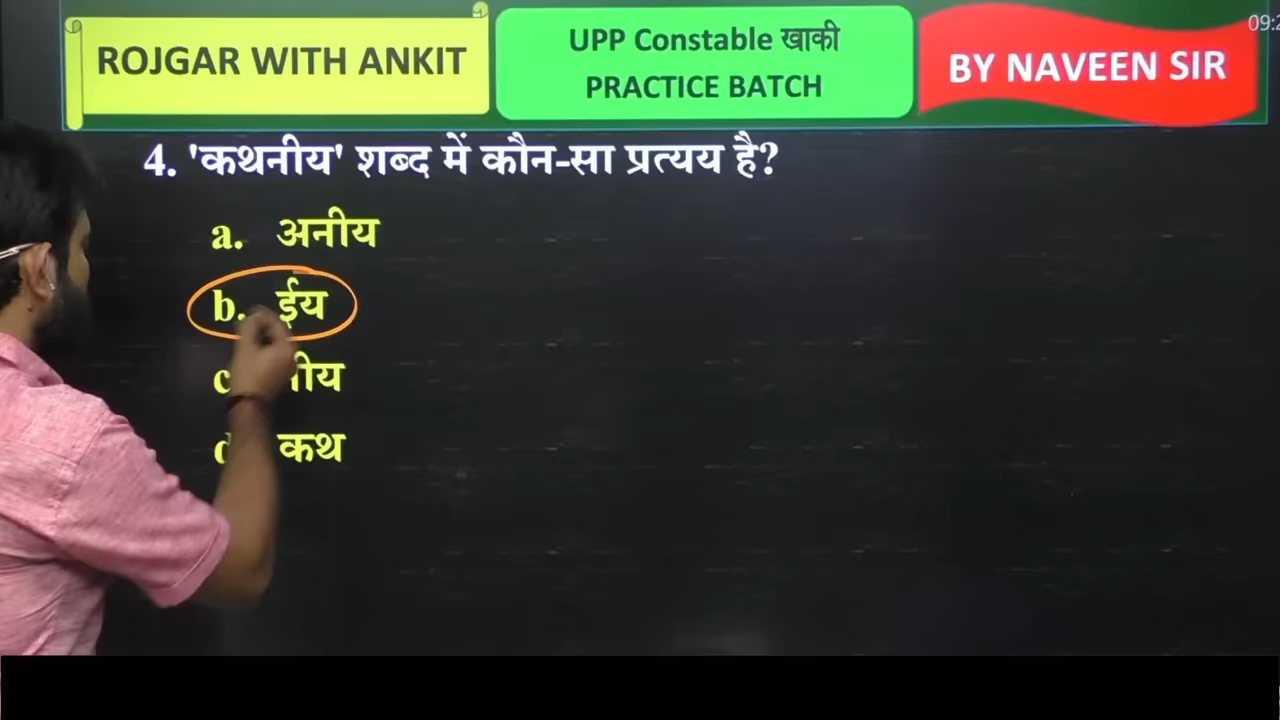 ROJGAR WITH ANKIT
UPP Constable खाकी
PRACTICE BATCH
BY NAVEEN SIR
4. 'कथनीय' शब्द में कौन-सा प्रत्यय है?
a. अनीय
b. ईय
d. कथ